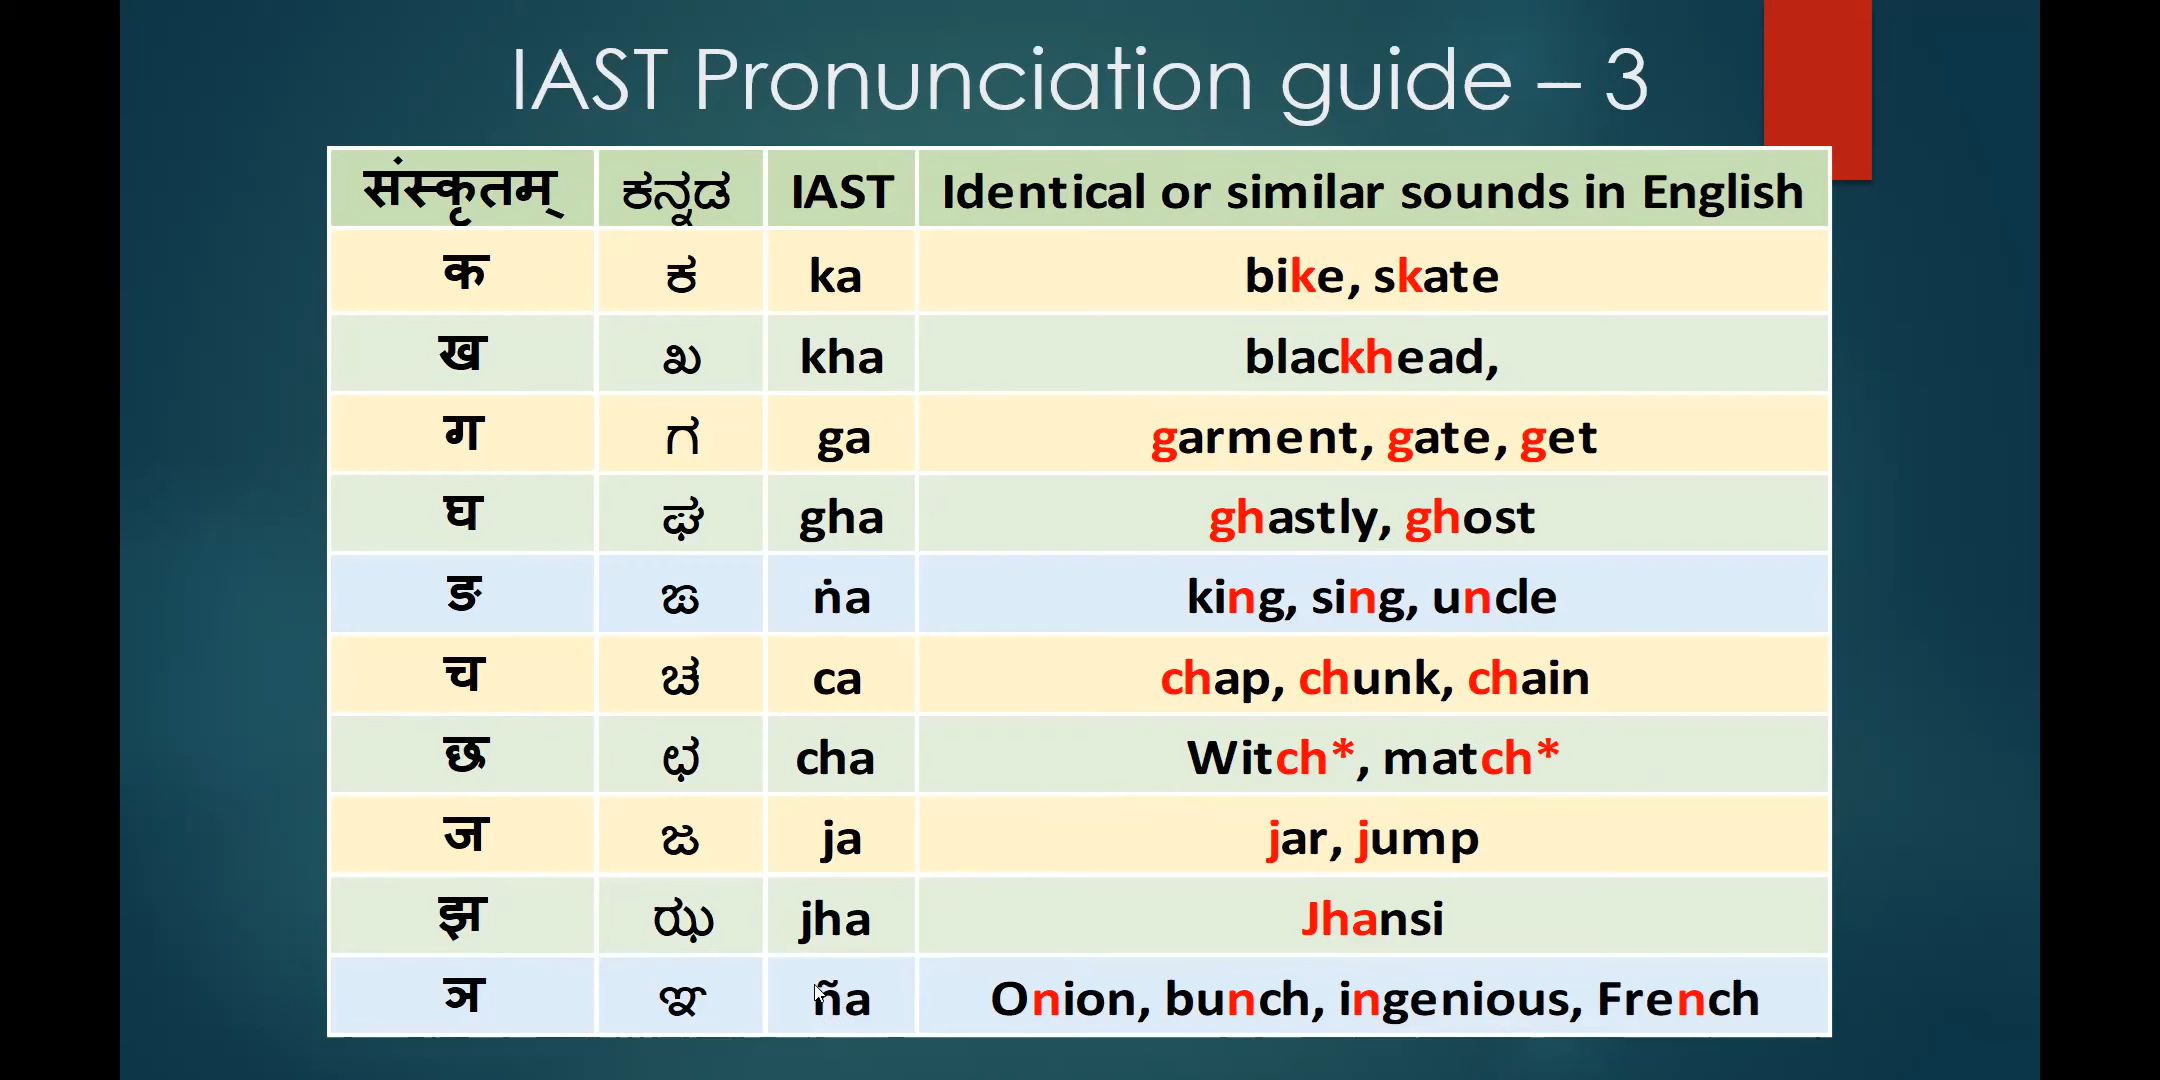 IAST Pronunciation guide – 3
संस्कृतम् ಕನ್ನಡ IAST Identical or similar sounds in English
क ಕ ka bike, skate
ख ಖ kha blackhead,
ग ಗ ga garment, gate, get
घ ಘ gha ghastly, ghost
ङ ಙ ṅa king, sing, uncle
च ಚ ca chap, chunk, chain
छ ಛ cha Witch*, match*
ज ಜ ja jar, jump
झ ಝ jha Jhansi
ञ ಞ ña Onion, bunch, ingenious, French